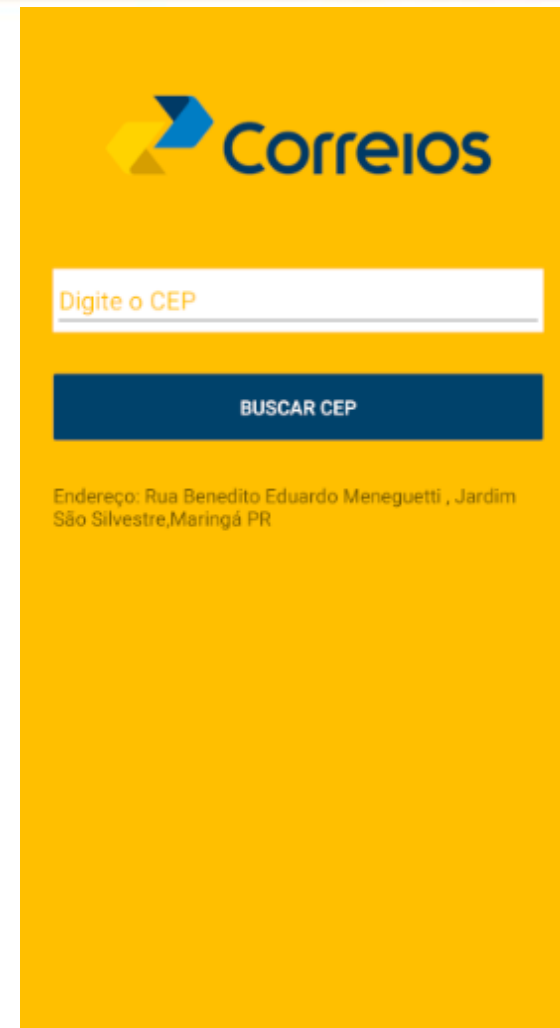 Correios
Digite o CEP
BUSCAR CEP
Endereço: Rua Benedito Eduardo Meneguetti , Jardim
São Silvestre,Maringá PR